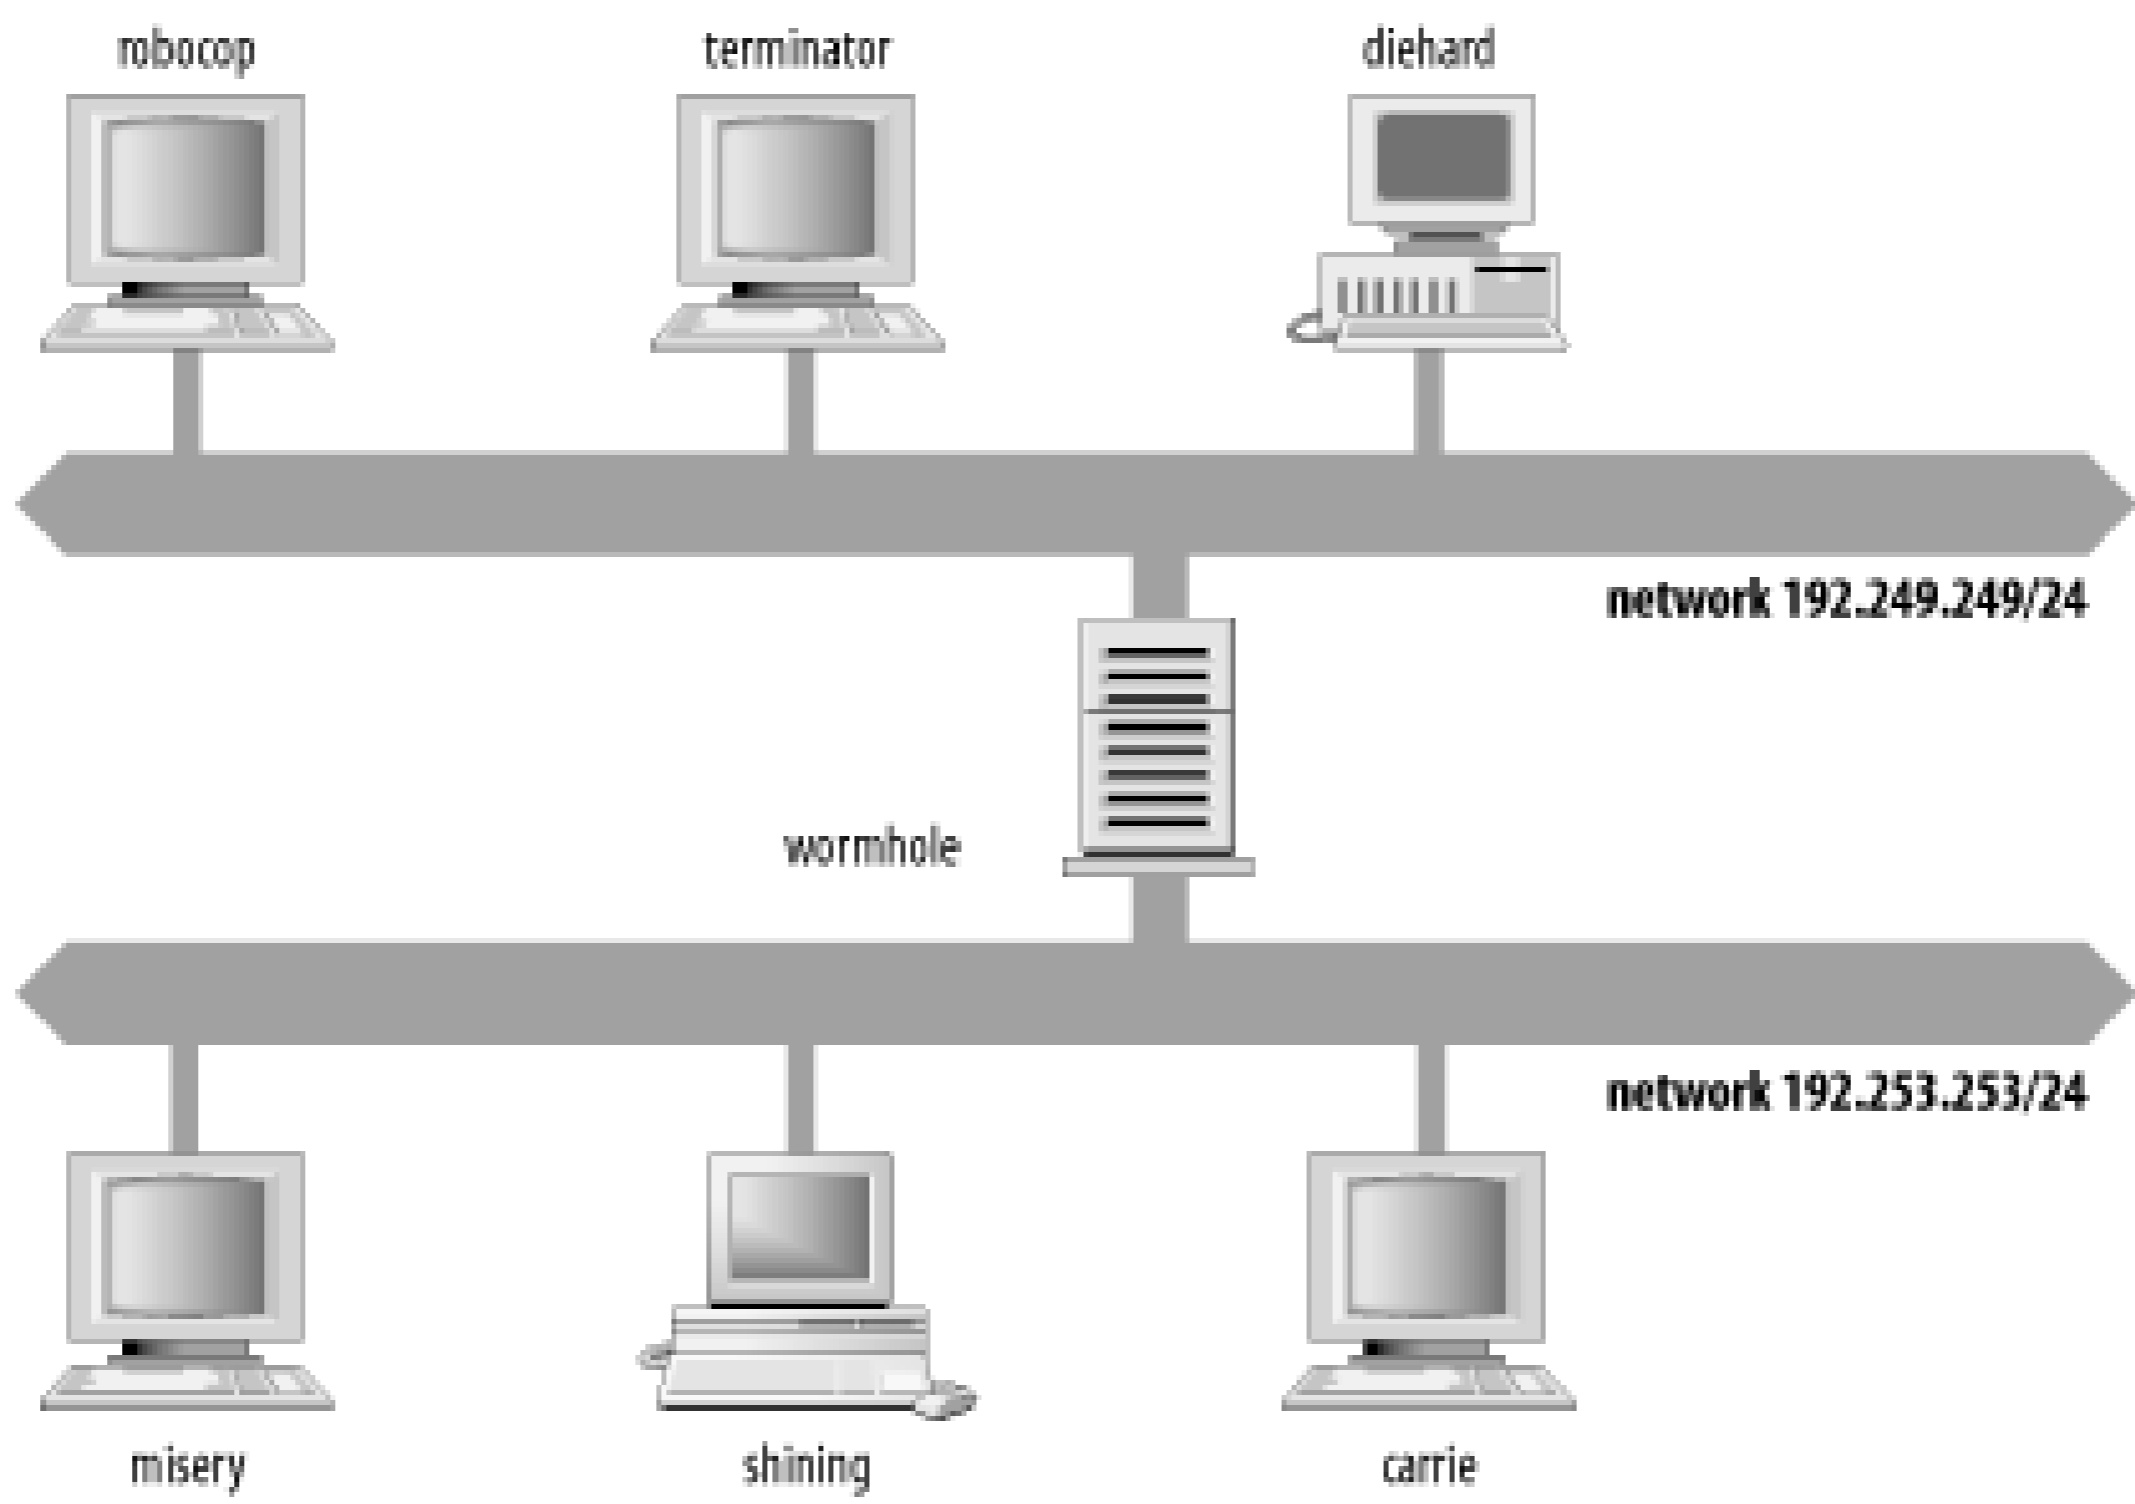 robocop
terminator
diehard
network 192.249.249/24
wormhole
network 192.253.253/24
misery
shining
carrie